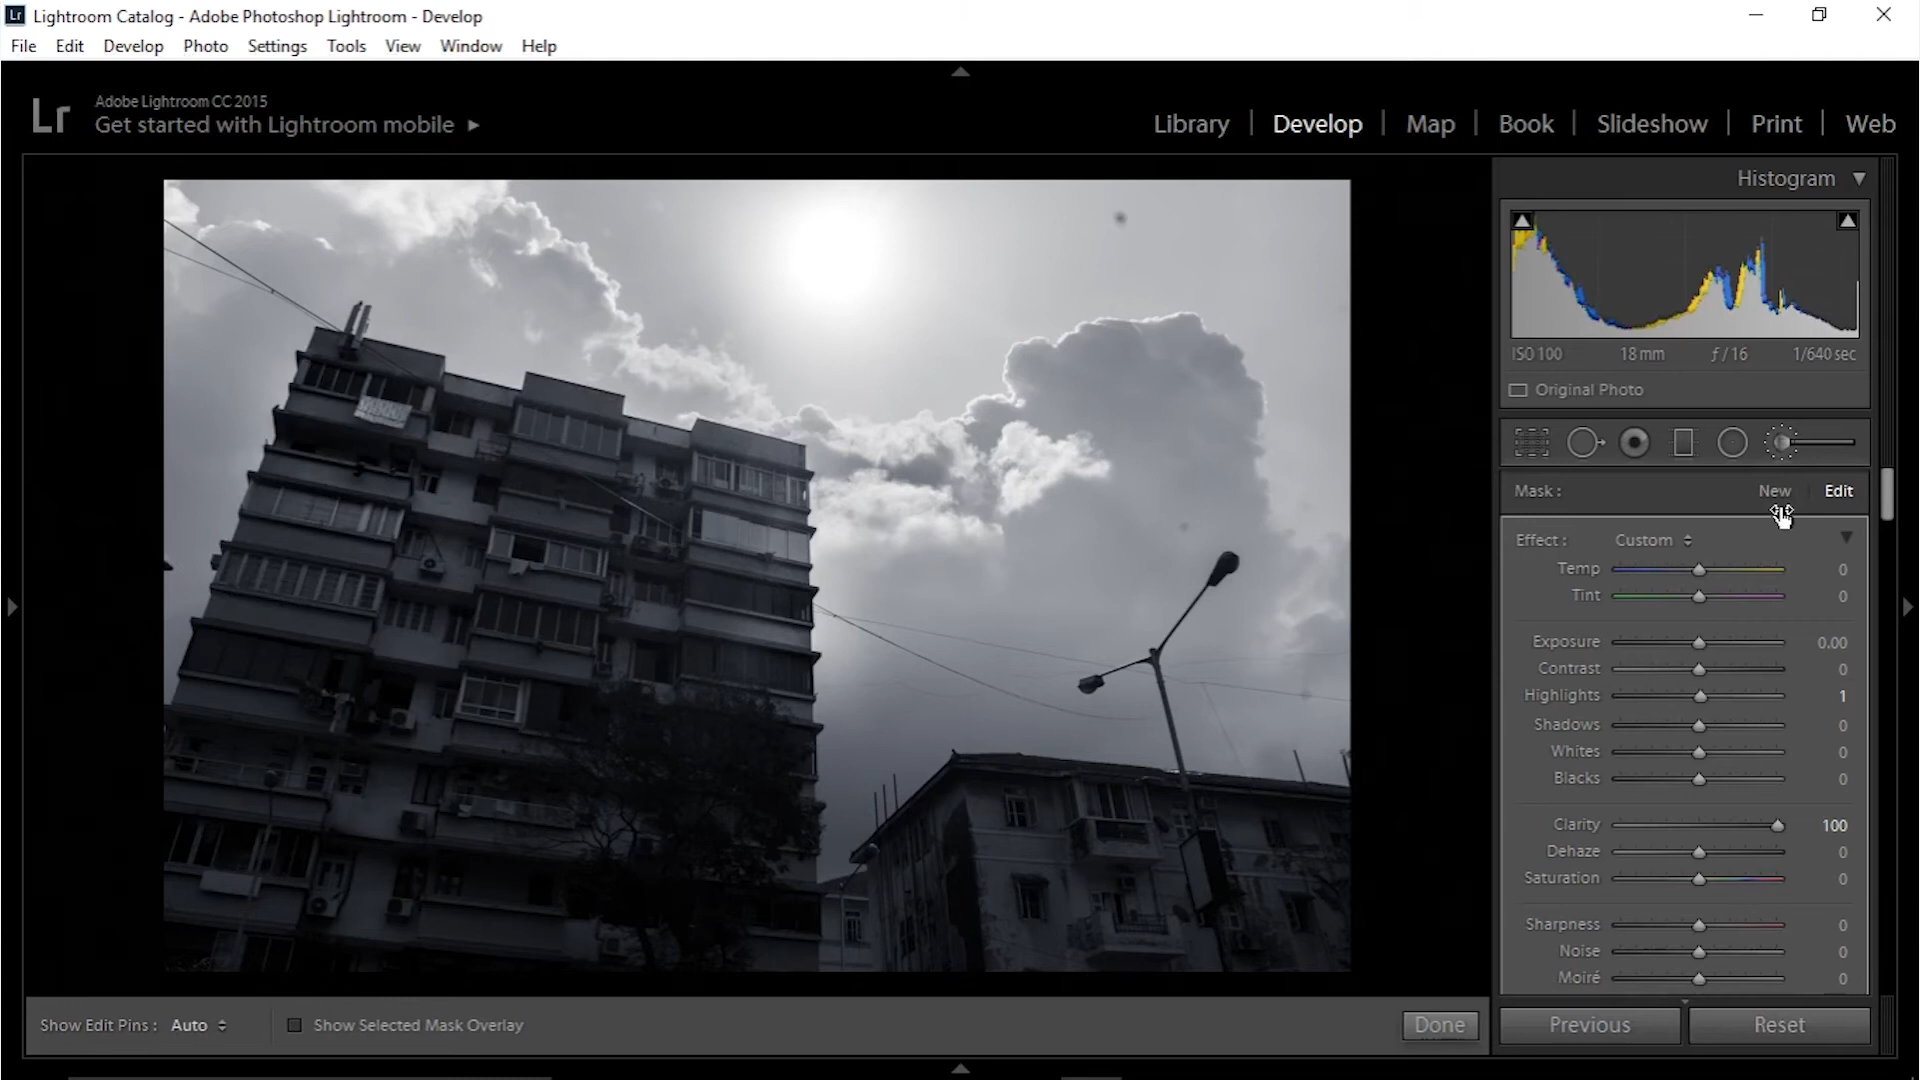 Lr Lightroom Catalog - Adobe Photoshop Lightroom - Develop
File Edit Develop Photo Settings Tools View Window Help
Lr
Adobe Lightroom CC 2015
Get started with Lightroom mobile
Library Develop Map Book Slideshow Print Web
Histogram
ISO 100 18 mm ƒ / 16 1/640 sec
Original Photo
Mask : New Edit
Effect : Custom
Temp 0
Tint 0
Exposure 0.00
Contrast 0
Highlights 1
Shadows 0
Whites 0
Blacks 0
Clarity 100
Dehaze 0
Saturation 0
Sharpness 0
Noise 0
Moiré 0
Show Edit Pins : Auto Show Selected Mask Overlay Done
Previous Reset